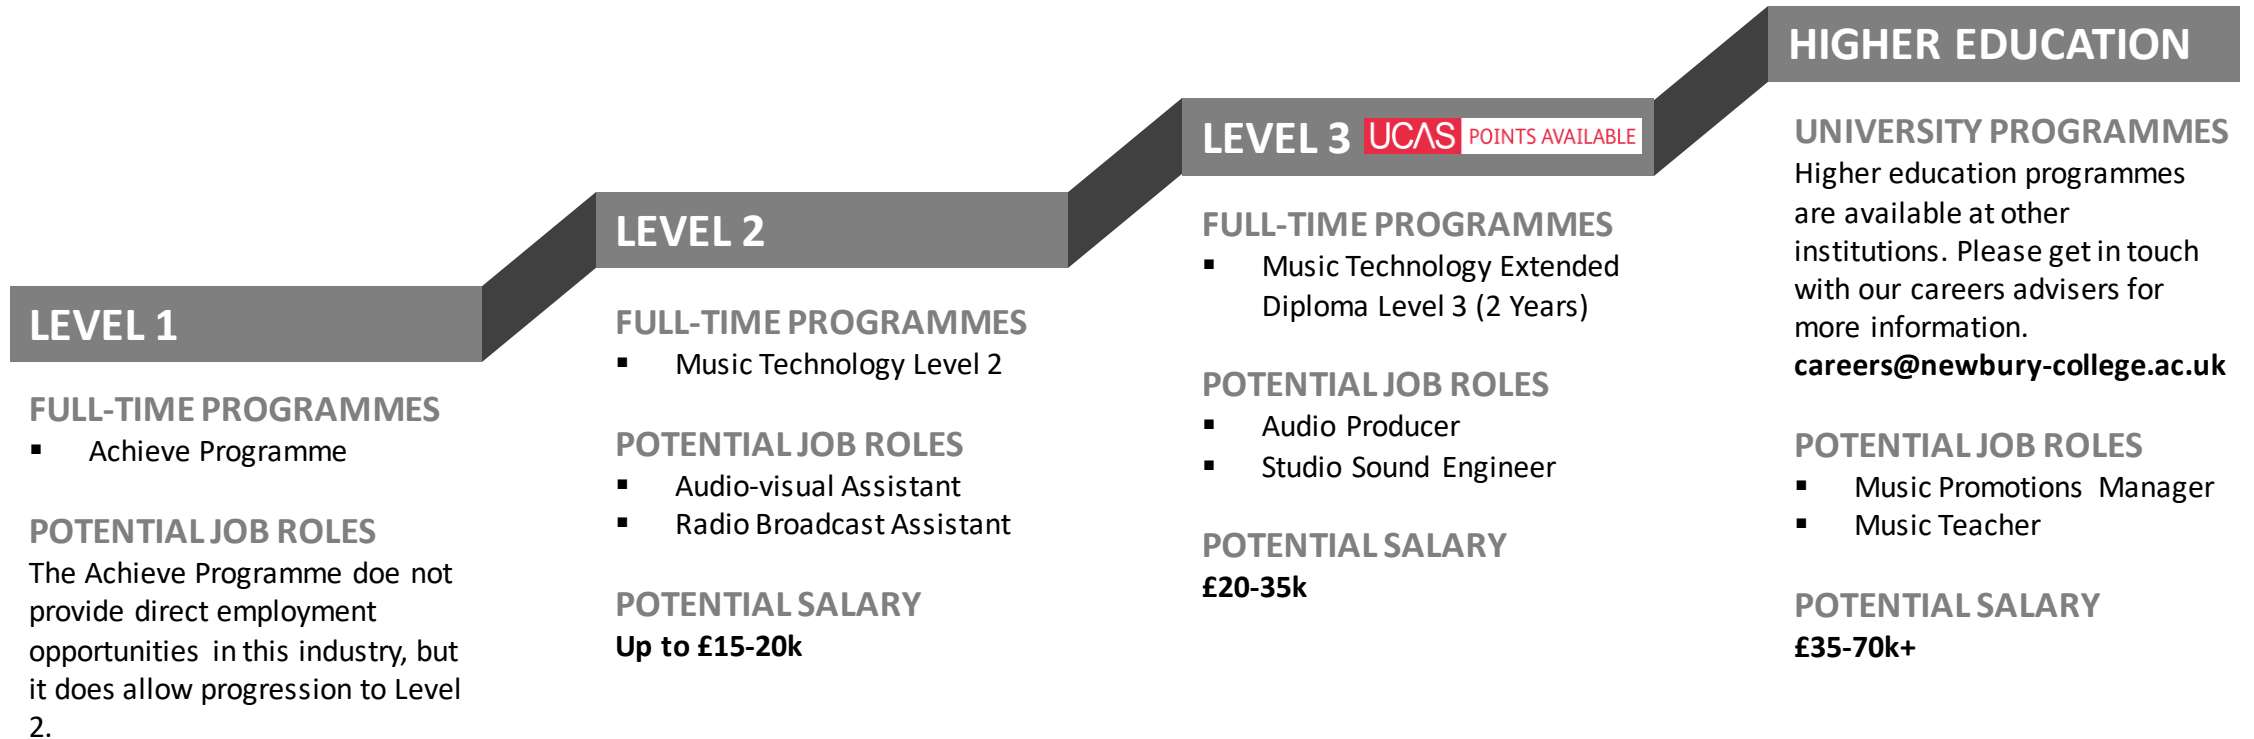 LEVEL 1
FULL-TIME PROGRAMMES
▪ Achieve Programme
POTENTIAL JOB ROLES
The Achieve Programme doe not
provide direct employment
opportunities in this industry, but
it does allow progression to Level
2.
LEVEL 2
FULL-TIME PROGRAMMES
▪ Music Technology Level 2
POTENTIAL JOB ROLES
▪ Audio-visual Assistant
▪ Radio Broadcast Assistant
POTENTIAL SALARY
Up to £15-20k
LEVEL 3 UCAS POINTS AVAILABLE
FULL-TIME PROGRAMMES
▪ Music Technology Extended
Diploma Level 3 (2 Years)
POTENTIAL JOB ROLES
▪ Audio Producer
▪ Studio Sound Engineer
POTENTIAL SALARY
£20-35k
HIGHER EDUCATION
UNIVERSITY PROGRAMMES
Higher education programmes
are available at other
institutions. Please get in touch
with our careers advisers for
more information.
careers@newbury-college.ac.uk
POTENTIAL JOB ROLES
▪ Music Promotions Manager
▪ Music Teacher
POTENTIAL SALARY
£35-70k+